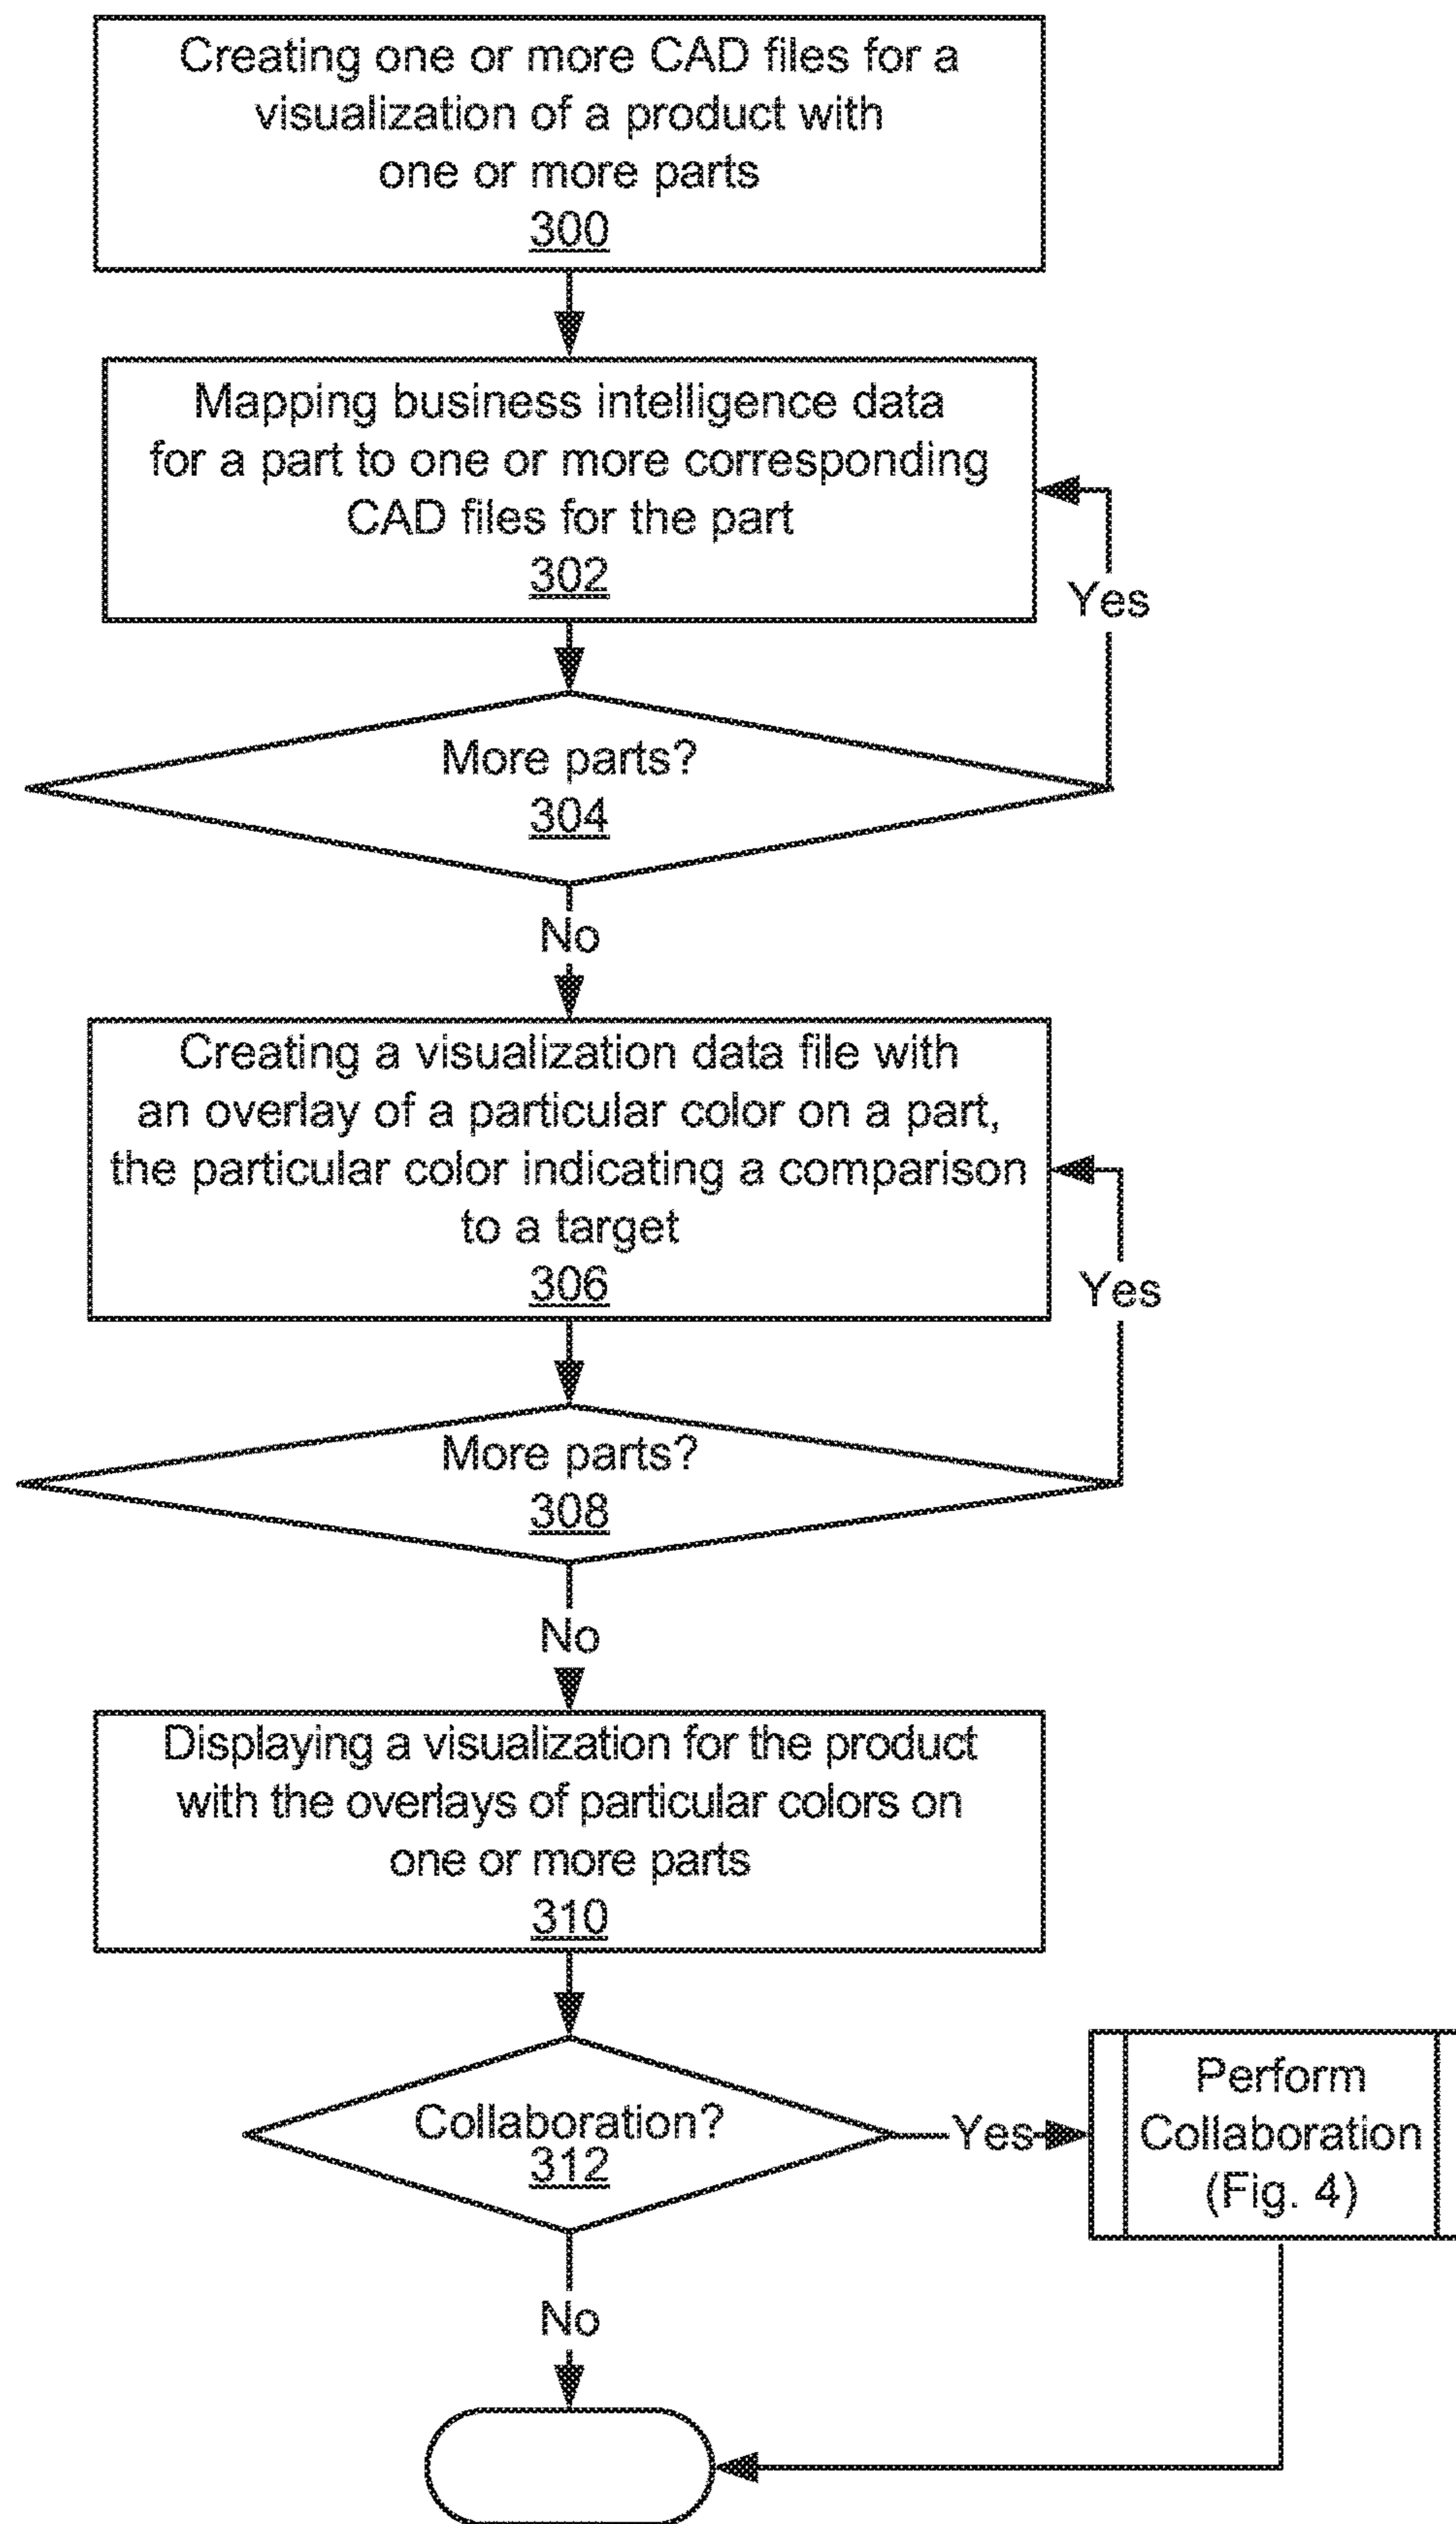 Creating one or more CAD files for a
visualization of a product with
one or more parts
300
Mapping business intelligence data
for a part to one or more corresponding
CAD files for the part
302
Yes
More parts?
304
No
Creating a visualization data file with
an overlay of a particular color on a part,
the particular color indicating a comparison
to a target
306
Yes
More parts?
308
No
Displaying a visualization for the product
with the overlays of particular colors on
one or more parts
310
Collaboration?
312
Yes
Perform
Collaboration
(Fig. 4)
No